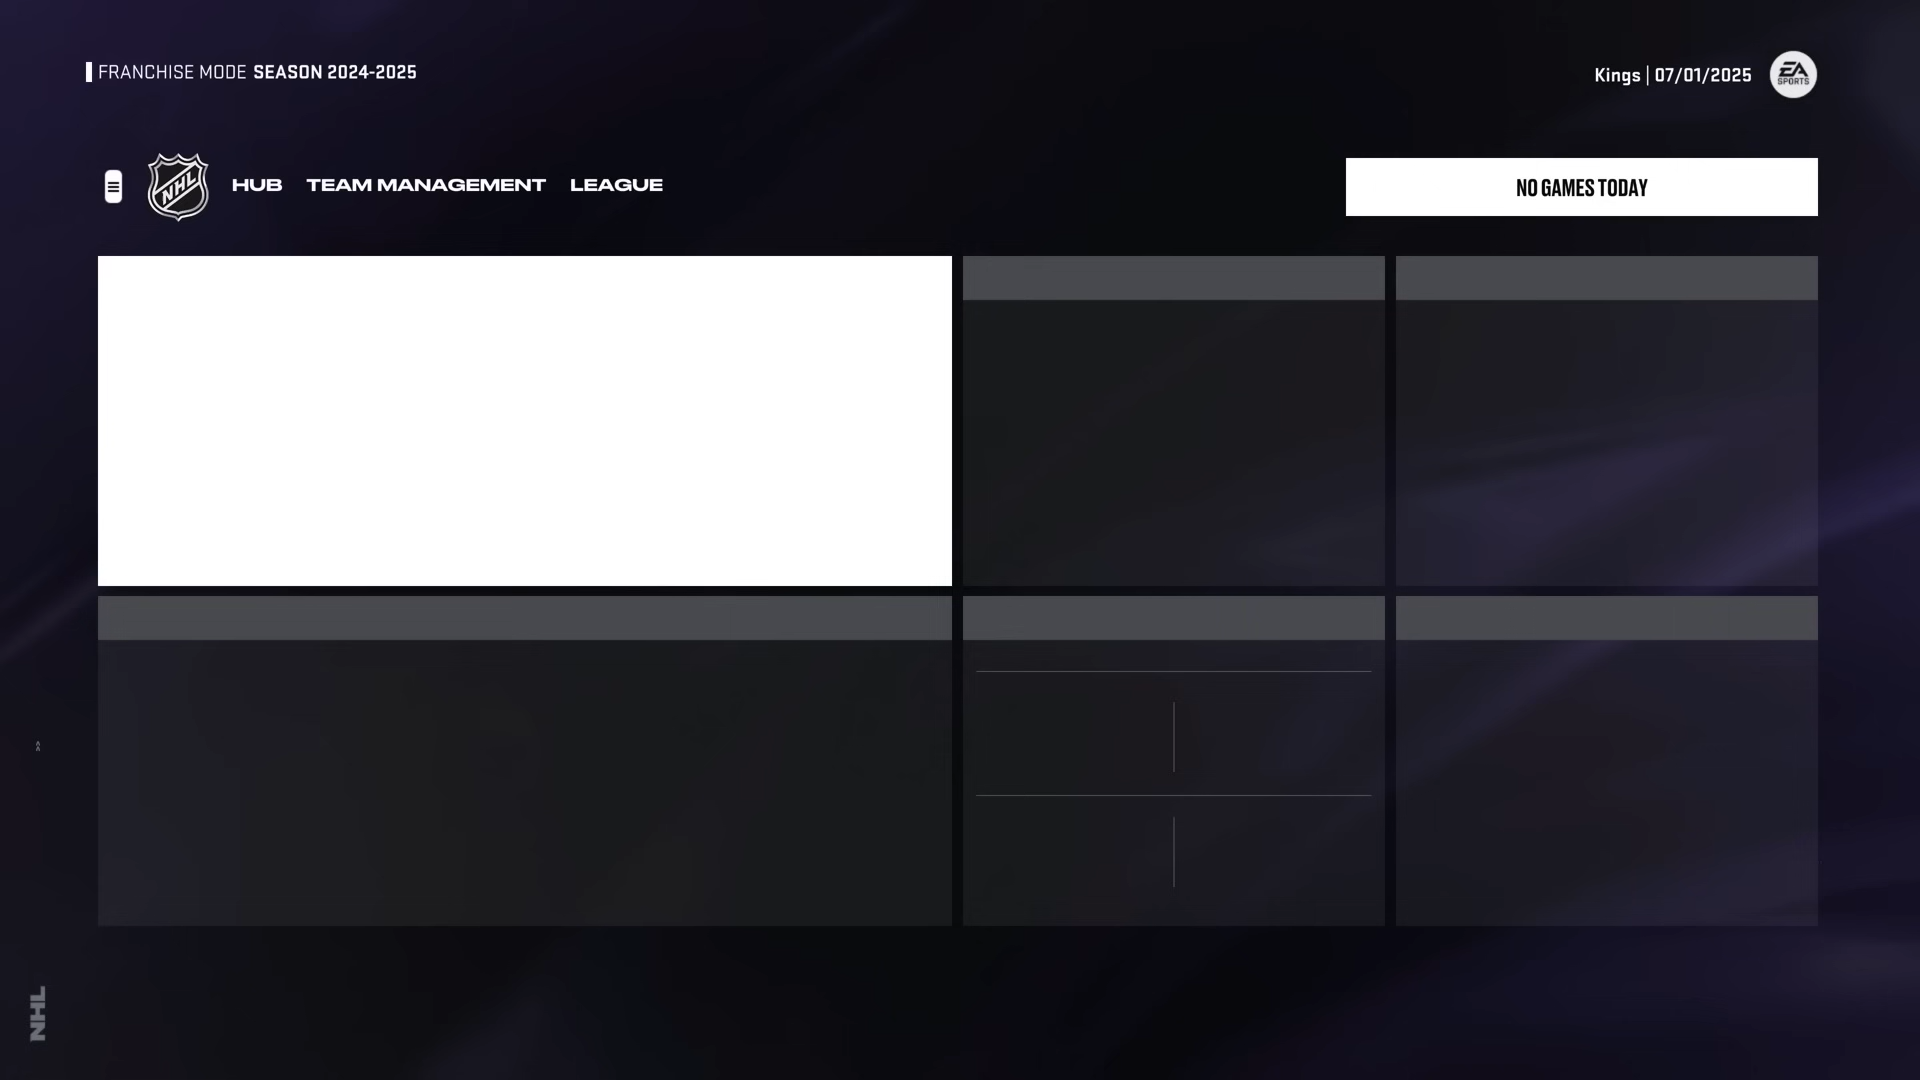 FRANCHISE MODE SEASON 2024-2025
Kings | 07/01/2025
EA SPORTS
NHL
HUB TEAM MANAGEMENT LEAGUE
NO GAMES TODAY
NHL